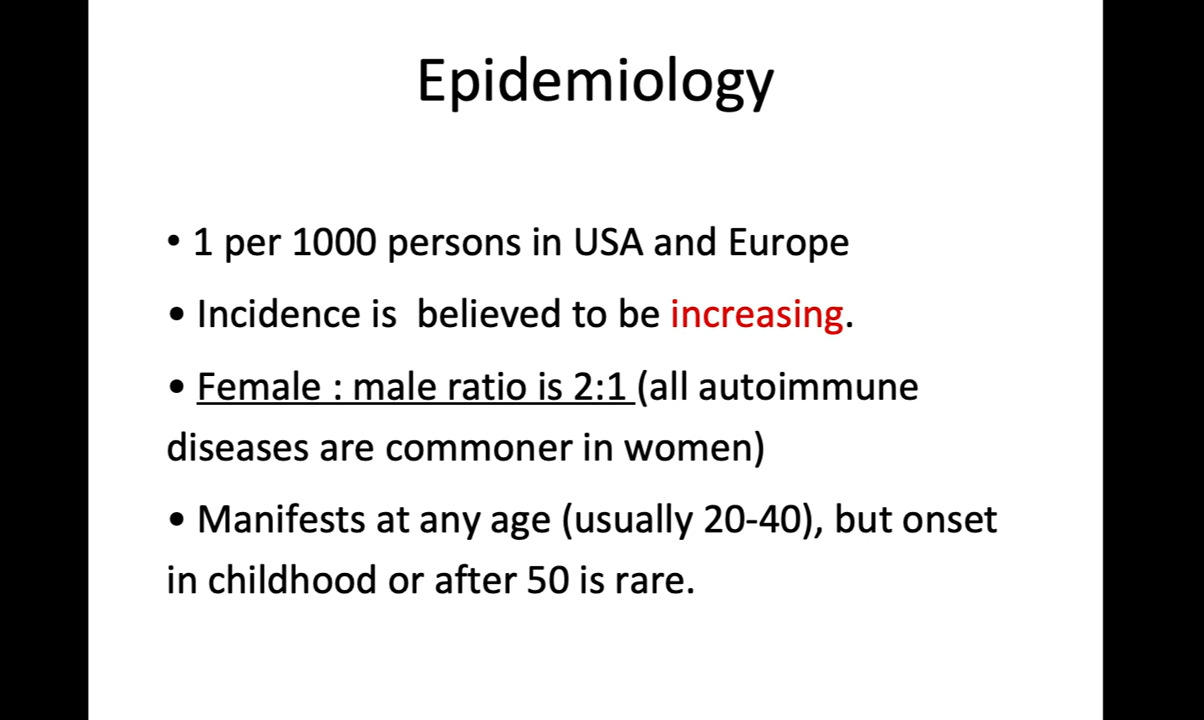 Epidemiology
• 1 per 1000 persons in USA and Europe
• Incidence is  believed to be increasing.
• Female : male ratio is 2:1 (all autoimmune
diseases are commoner in women)
• Manifests at any age (usually 20-40), but onset
in childhood or after 50 is rare.